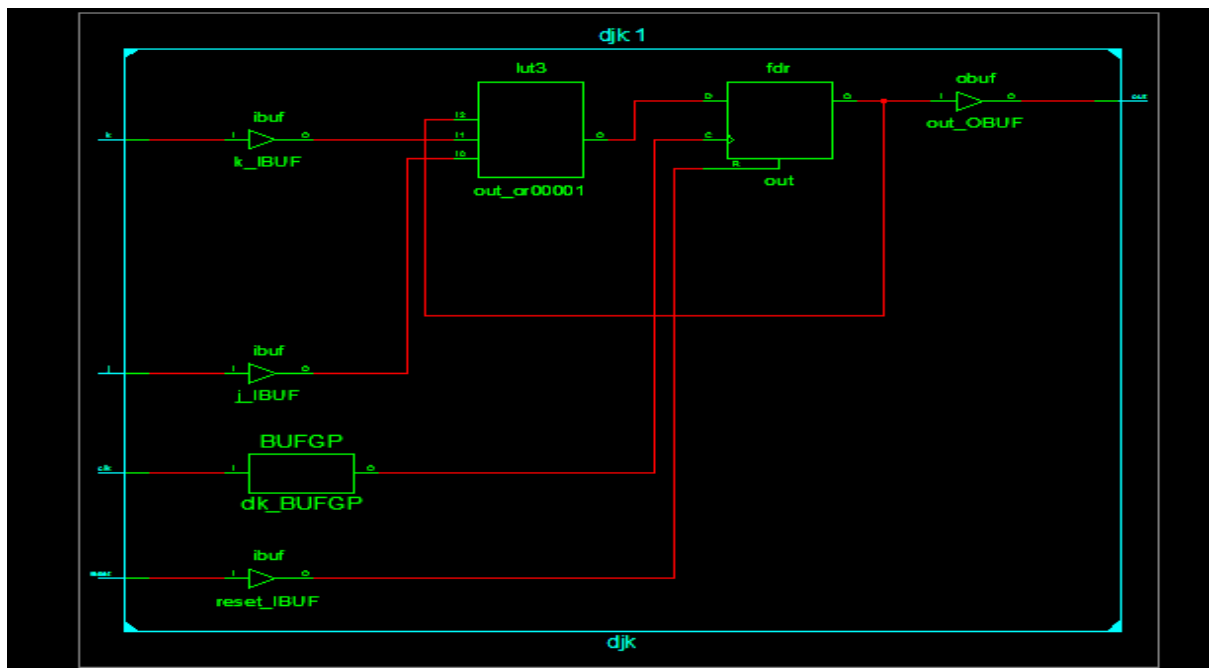 djk:1
lut3
fdr
obuf
ibuf
I2
D
Q
I
O
out
k
I
O
I1
O
C
out_OBUF
k_IBUF
I0
R
out_or00001
out
ibuf
j
I
O
j_IBUF
BUFGP
clk
I
O
clk_BUFGP
ibuf
reset
I
O
reset_IBUF
djk